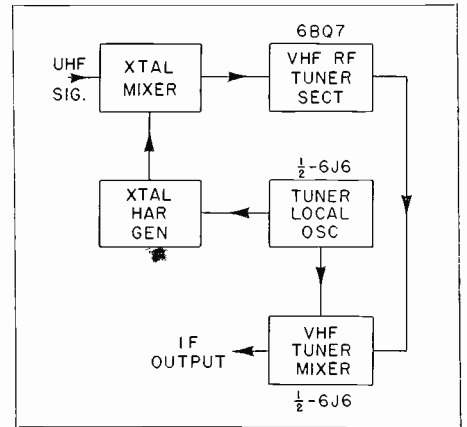 6BQ7
UHF
SIG.
XTAL
MIXER
VHF RF
TUNER
SECT
½-6J6
XTAL
HAR
GEN
TUNER
LOCAL
OSC
IF
OUTPUT
VHF
TUNER
MIXER
½-6J6